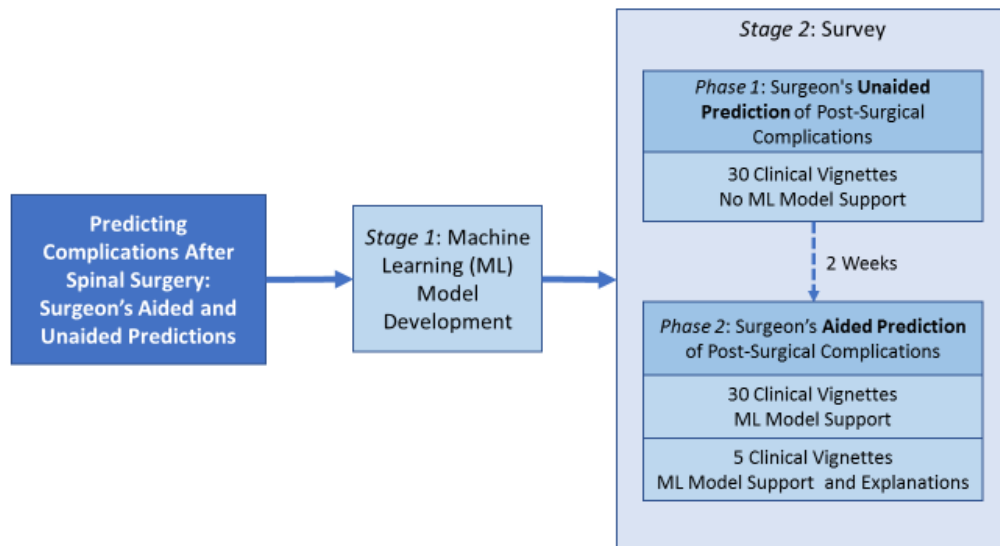 Predicting
Complications After
Spinal Surgery:
Surgeon’s Aided and
Unaided Predictions
Stage 1: Machine
Learning (ML)
Model
Development
Stage 2: Survey
Phase 1: Surgeon's Unaided
Prediction of Post-Surgical
Complications
30 Clinical Vignettes
No ML Model Support
2 Weeks
Phase 2: Surgeon’s Aided Prediction
of Post-Surgical Complications
30 Clinical Vignettes
ML Model Support
5 Clinical Vignettes
ML Model Support and Explanations